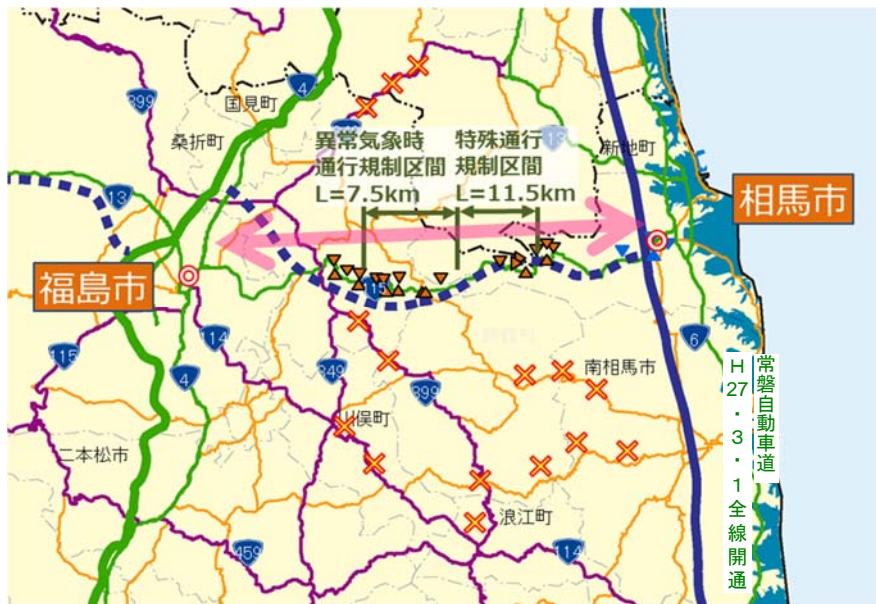 399
国見町
4
桑折町
異常気象時
通行規制区間
L=7.5km
特殊通行
規制区間
L=11.5km
新地町
13
相馬市
福島市
115
114
115
4
349
399
6
南相馬市
川俣町
二本松市
浪江町
459
114
常磐自動車道
H27・3・1全線開通